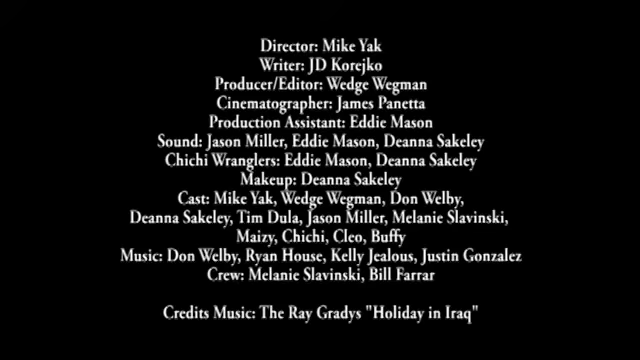 Director: Mike Yak
Writer: JD Korejko
Producer/Editor: Wedge Wegman
Cinematographer: James Panetta
Production Assistant: Eddie Mason
Sound: Jason Miller, Eddie Mason, Deanna Sakeley
Chichi Wranglers: Eddie Mason, Deanna Sakeley
Makeup: Deanna Sakeley
Cast: Mike Yak, Wedge Wegman, Don Welby,
Deanna Sakeley, Tim Dula, Jason Miller, Melanie Slavinski,
Maizy, Chichi, Cleo, Buffy
Music: Don Welby, Ryan House, Kelly Jealous, Justin Gonzalez
Crew: Melanie Slavinski, Bill Farrar
Credits Music: The Ray Gradys "Holiday in Iraq"